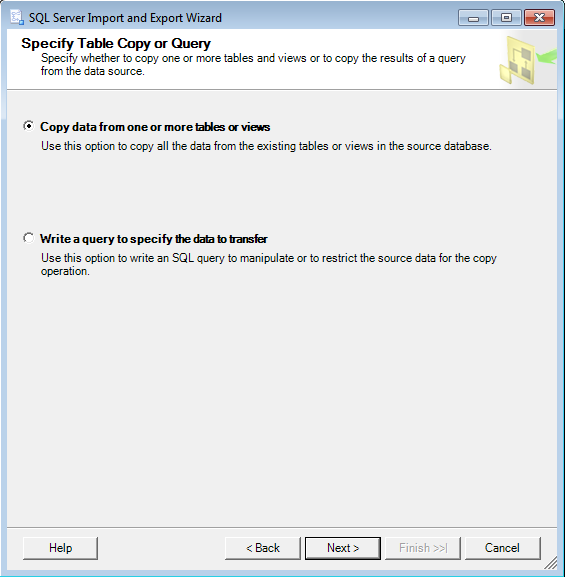 SQL Server Import and Export Wizard
Specify Table Copy or Query
Specify whether to copy one or more tables and views or to copy the results of a query
from the data source.
Copy data from one or more tables or views
Use this option to copy all the data from the existing tables or views in the source database.
Write a query to specify the data to transfer
Use this option to write an SQL query to manipulate or to restrict the source data for the copy
operation.
Help
< Back
Next >
Finish >>|
Cancel